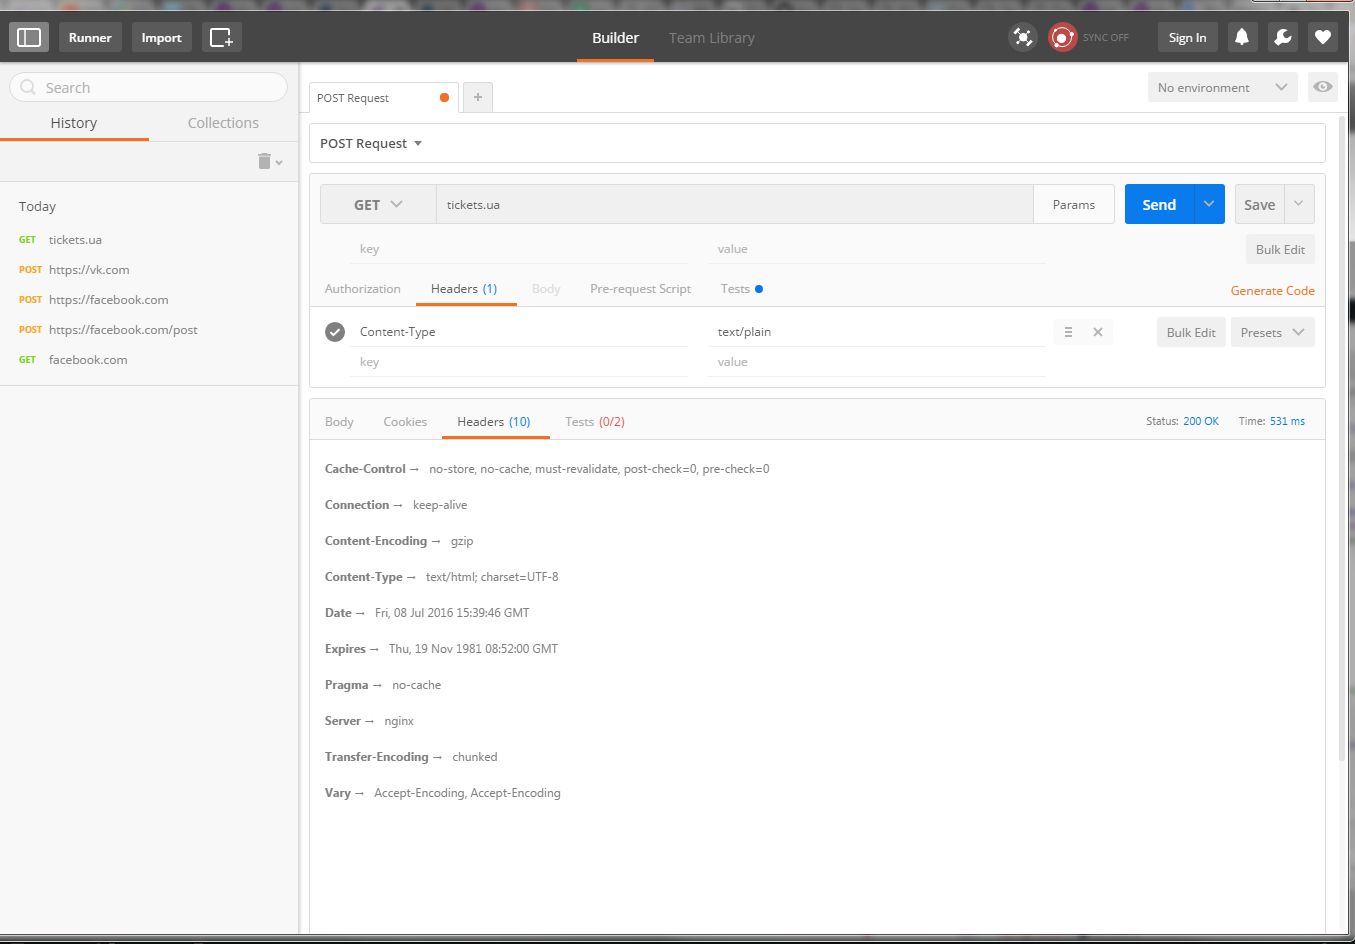 Runner Import Builder Team Library SYNC OFF Sign In
Search
History Collections
Today
GET tickets.ua
POST https://vk.com
POST https://facebook.com
POST https://facebook.com/post
GET facebook.com
POST Request + No environment
POST Request
GET tickets.ua Params Send Save
key value Bulk Edit
Authorization Headers (1) Body Pre-request Script Tests Generate Code
Content-Type text/plain Bulk Edit Presets
key value
Body Cookies Headers (10) Tests (0/2) Status: 200 OK Time: 531 ms
Cache-Control → no-store, no-cache, must-revalidate, post-check=0, pre-check=0
Connection → keep-alive
Content-Encoding → gzip
Content-Type → text/html; charset=UTF-8
Date → Fri, 08 Jul 2016 15:39:46 GMT
Expires → Thu, 19 Nov 1981 08:52:00 GMT
Pragma → no-cache
Server → nginx
Transfer-Encoding → chunked
Vary → Accept-Encoding, Accept-Encoding